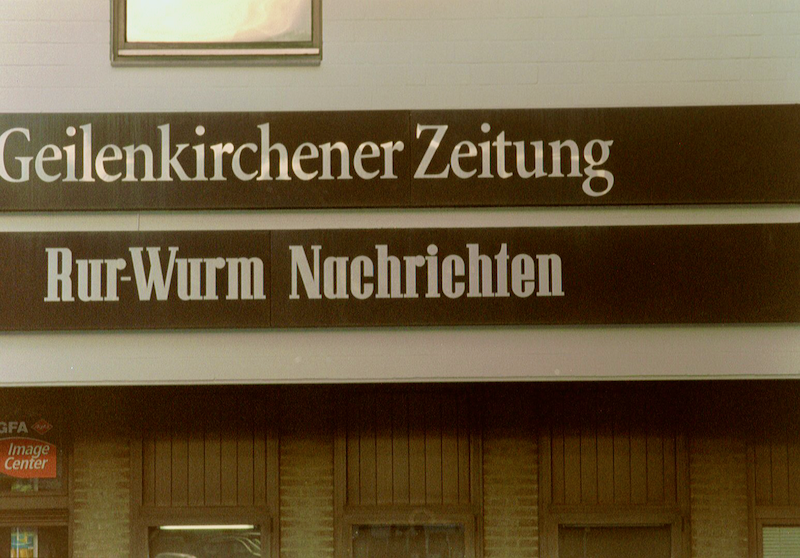 Geilenkirchener Zeitung
Rur-Wurm Nachrichten
GFA
Image
Center